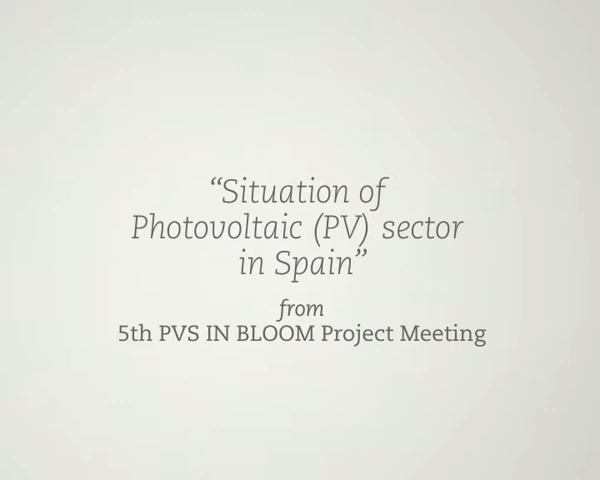 “Situation of
Photovoltaic (PV) sector
in Spain”
from
5th PVS IN BLOOM Project Meeting